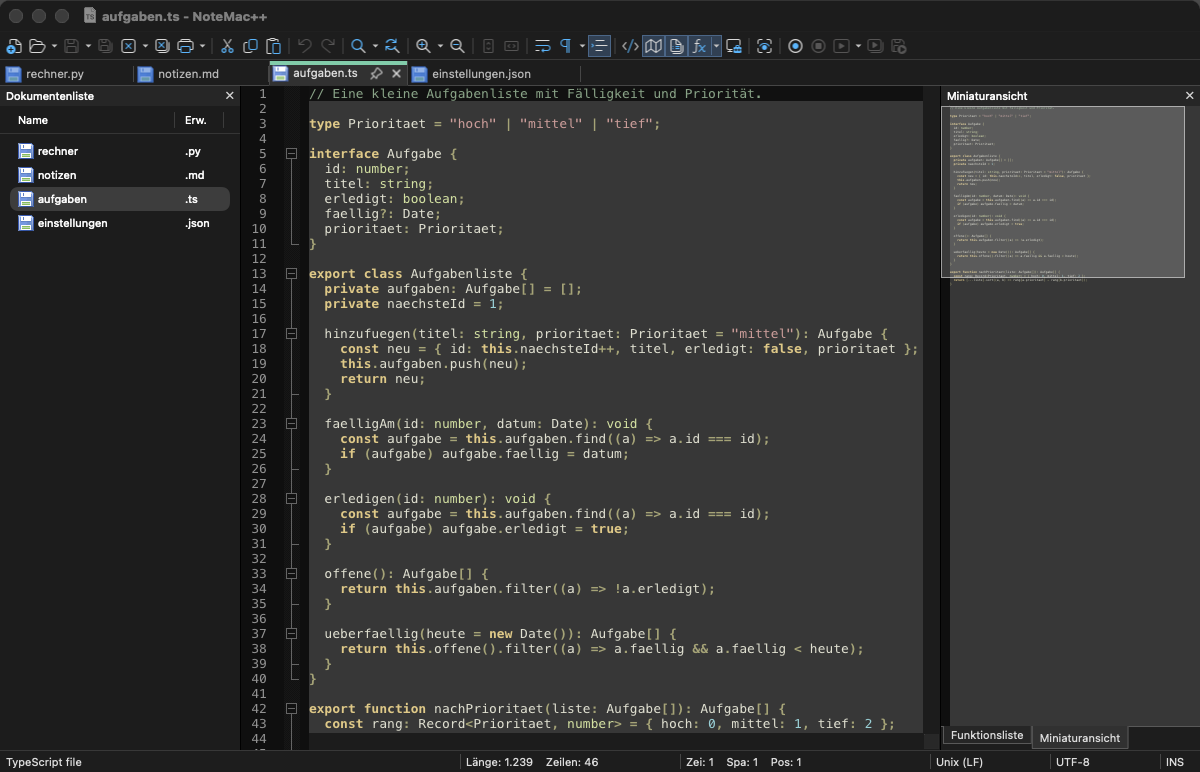 aufgaben.ts - NoteMac++
rechner.py
notizen.md
aufgaben.ts
einstellungen.json
Dokumentenliste
Name Erw.
rechner .py
notizen .md
aufgaben .ts
einstellungen .json
1 // Eine kleine Aufgabenliste mit Fälligkeit und Priorität.
2
3 type Prioritaet = "hoch" | "mittel" | "tief";
4
5 interface Aufgabe {
6 id: number;
7 titel: string;
8 erledigt: boolean;
9 faellig?: Date;
10 prioritaet: Prioritaet;
11 }
12
13 export class Aufgabenliste {
14 private aufgaben: Aufgabe[] = [];
15 private naechsteId = 1;
16
17 hinzufuegen(titel: string, prioritaet: Prioritaet = "mittel"): Aufgabe {
18 const neu = { id: this.naechsteId++, titel, erledigt: false, prioritaet };
19 this.aufgaben.push(neu);
20 return neu;
21 }
22
23 faelligAm(id: number, datum: Date): void {
24 const aufgabe = this.aufgaben.find((a) => a.id === id);
25 if (aufgabe) aufgabe.faellig = datum;
26 }
27
28 erledigen(id: number): void {
29 const aufgabe = this.aufgaben.find((a) => a.id === id);
30 if (aufgabe) aufgabe.erledigt = true;
31 }
32
33 offene(): Aufgabe[] {
34 return this.aufgaben.filter((a) => !a.erledigt);
35 }
36
37 ueberfaellig(heute = new Date()): Aufgabe[] {
38 return this.offene().filter((a) => a.faellig && a.faellig < heute);
39 }
40 }
41
42 export function nachPrioritaet(liste: Aufgabe[]): Aufgabe[] {
43 const rang: Record<Prioritaet, number> = { hoch: 0, mittel: 1, tief: 2 };
44
Miniaturansicht
Funktionsliste
Miniaturansicht
TypeScript file
Länge: 1.239 Zeilen: 46
Zei: 1 Spa: 1 Pos: 1
Unix (LF)
UTF-8
INS